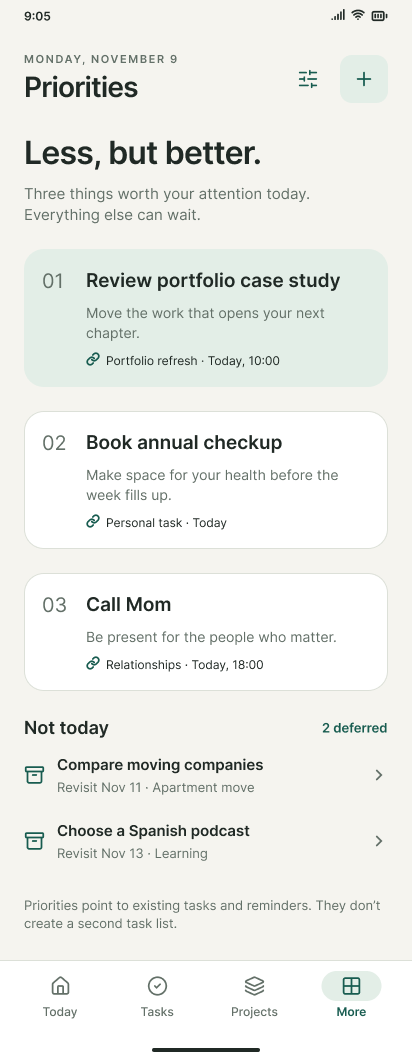 9:05
MONDAY, NOVEMBER 9
Priorities
Less, but better.
Three things worth your attention today.
Everything else can wait.
01
Review portfolio case study
Move the work that opens your next
chapter.
Portfolio refresh · Today, 10:00
02
Book annual checkup
Make space for your health before the
week fills up.
Personal task · Today
03
Call Mom
Be present for the people who matter.
Relationships · Today, 18:00
Not today
2 deferred
Compare moving companies
Revisit Nov 11 · Apartment move
Choose a Spanish podcast
Revisit Nov 13 · Learning
Priorities point to existing tasks and reminders. They don’t
create a second task list.
Today
Tasks
Projects
More